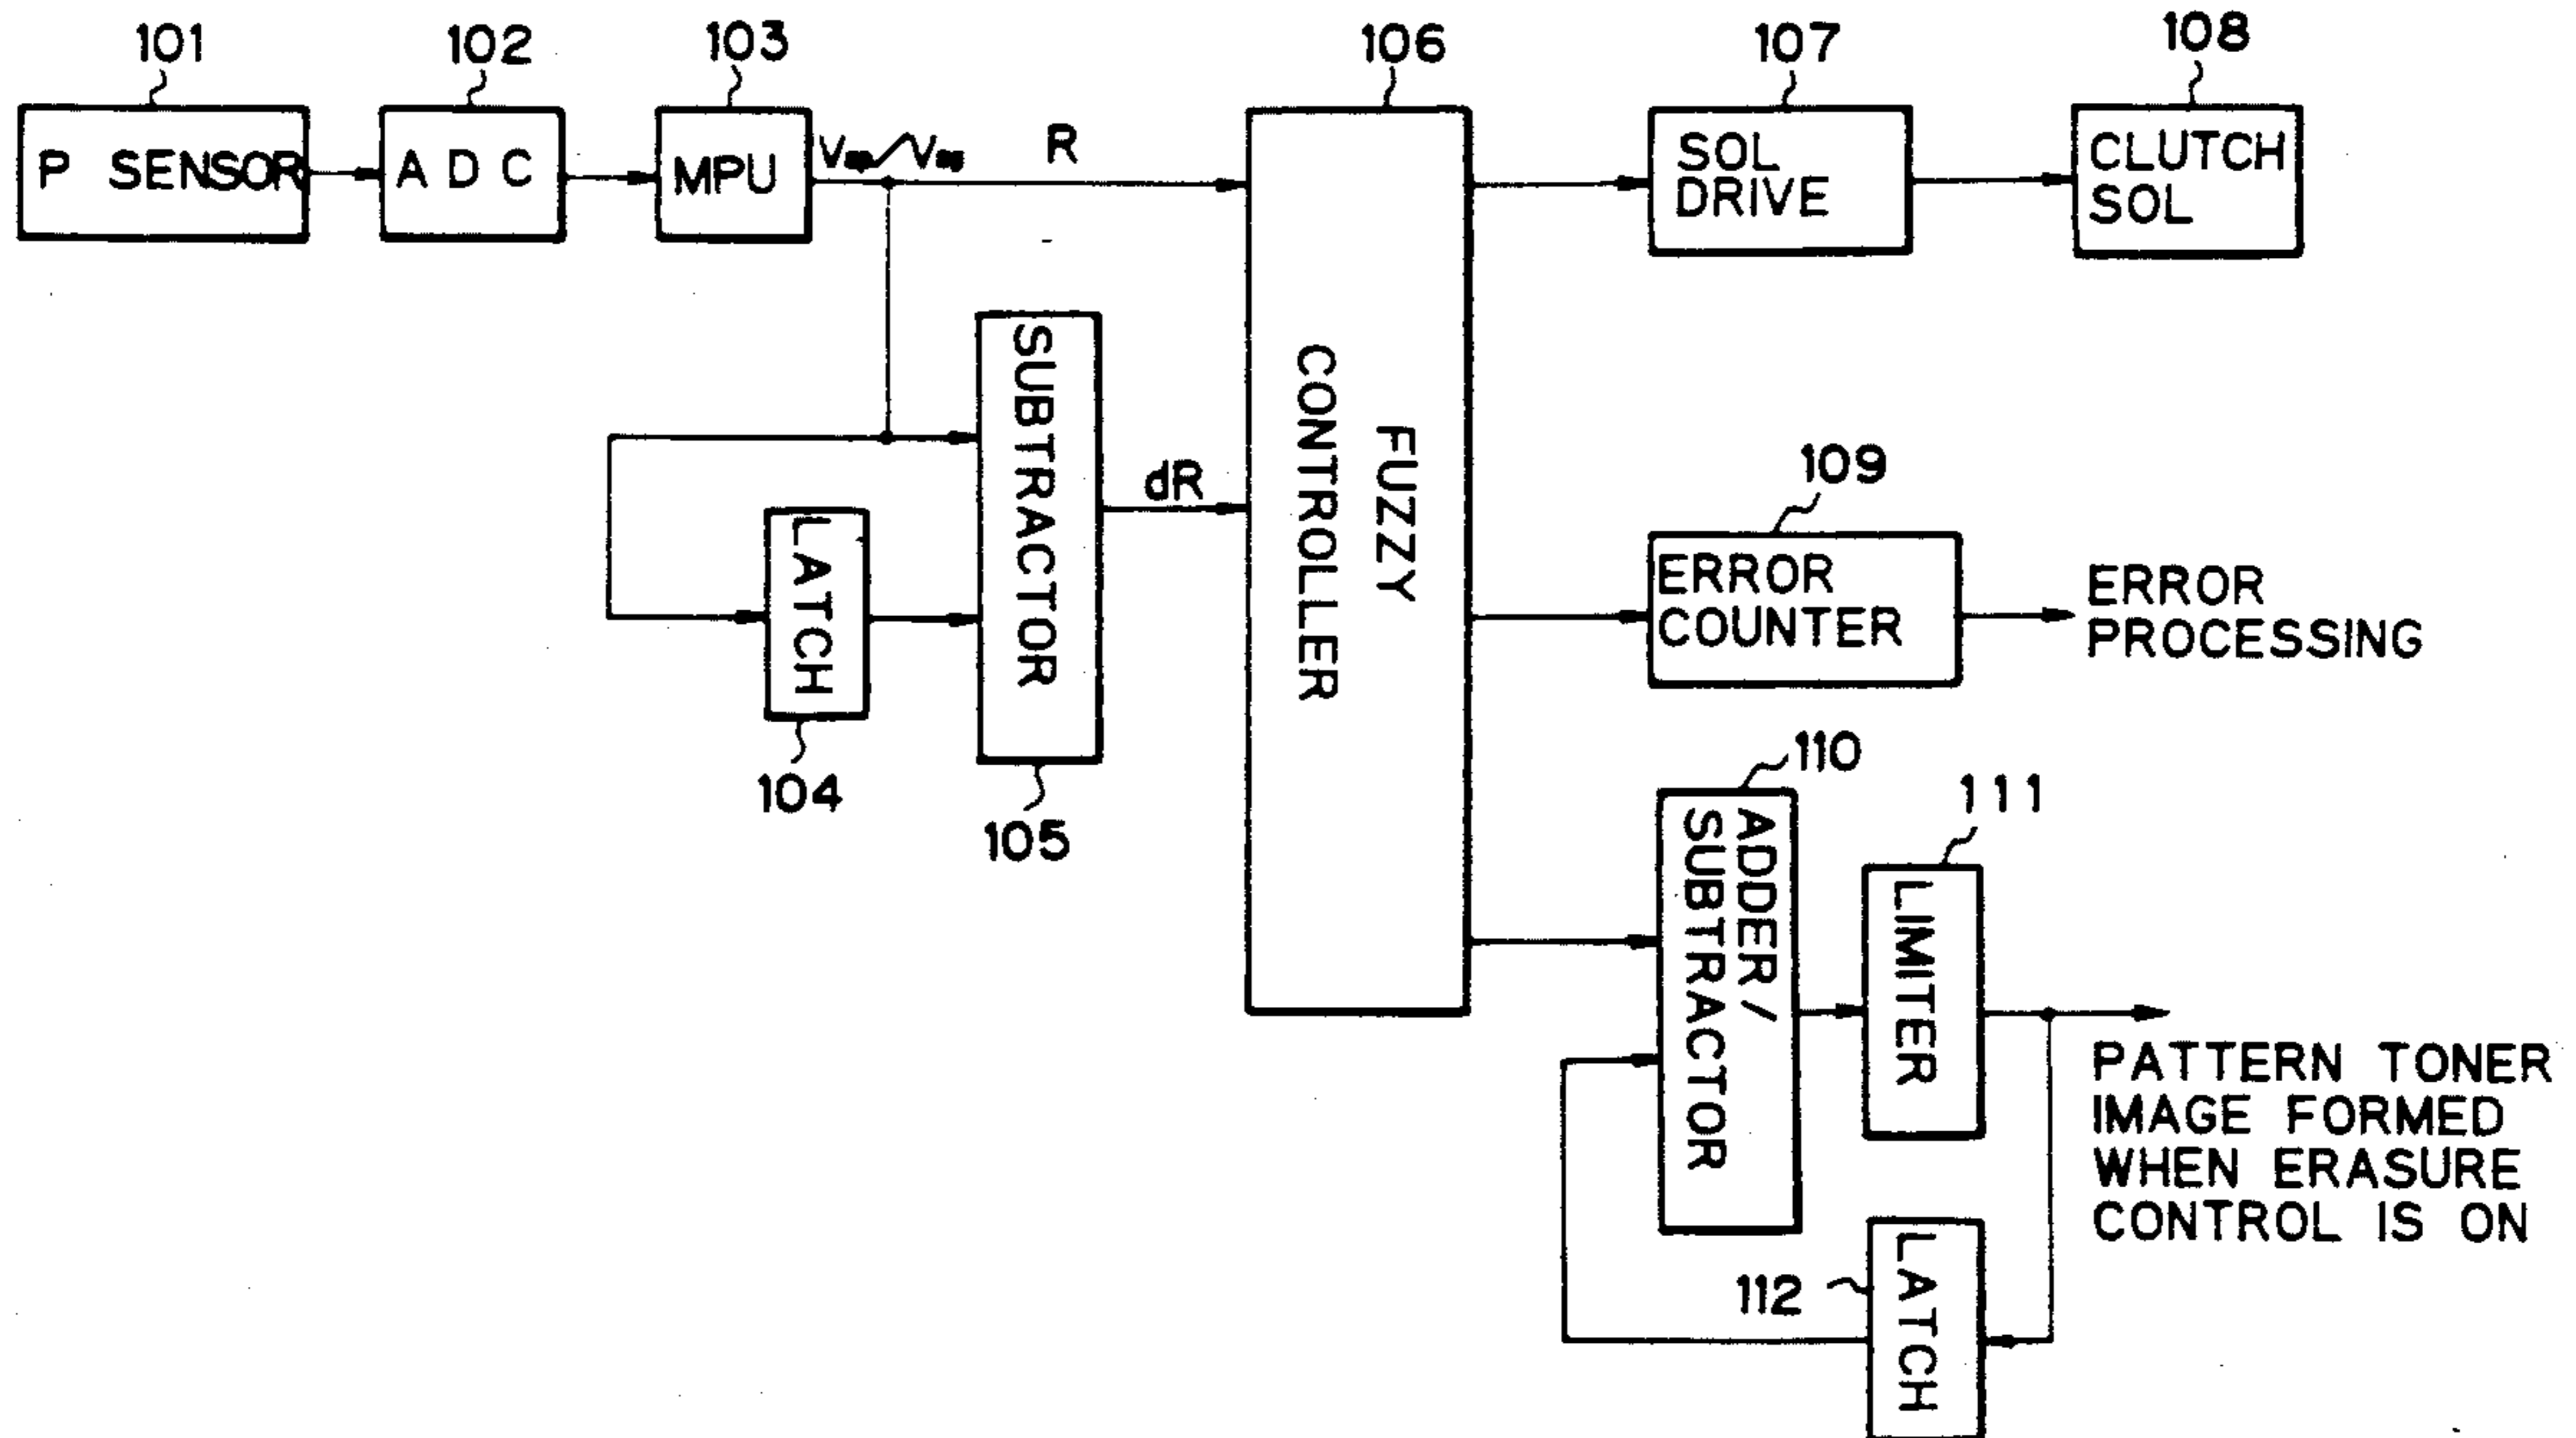 101
102
103
106
107
108
P SENSOR
A D C
MPU
Vsp/Vsg
R
SOL
DRIVE
CLUTCH
SOL
SUBTRACTOR
LATCH
dR
FUZZY
CONTROLLER
104
105
109
ERROR
COUNTER
ERROR
PROCESSING
110
111
ADDER/
SUBTRACTOR
LIMITER
PATTERN TONER
IMAGE FORMED
WHEN ERASURE
CONTROL IS ON
112
LATCH